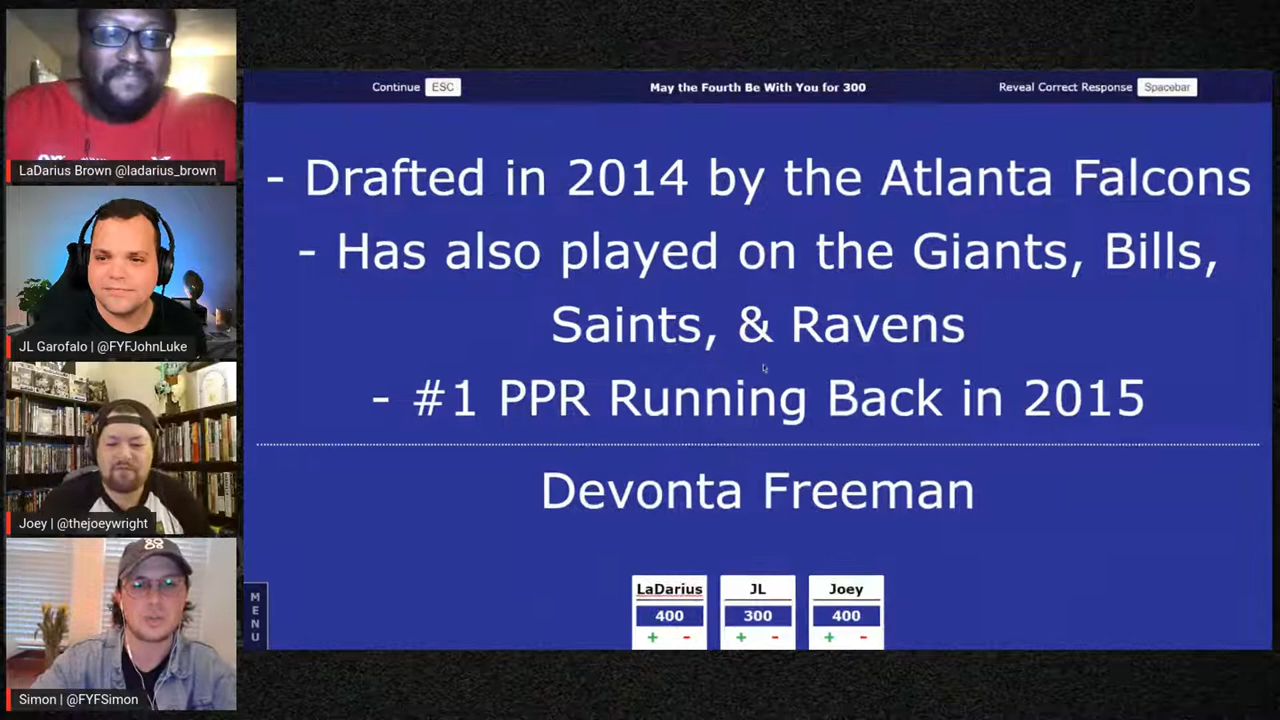 Continue ESC
May the Fourth Be With You for 300
Reveal Correct Response Spacebar
- Drafted in 2014 by the Atlanta Falcons
- Has also played on the Giants, Bills,
Saints, & Ravens
- #1 PPR Running Back in 2015
Devonta Freeman
MENU
LaDarius JL Joey
400 300 400
+ - + - + -
LaDarius Brown @ladarius_brown
JL Garofalo | @FYFJohnLuke
Joey | @thejoeywright
Simon | @FYFSimon